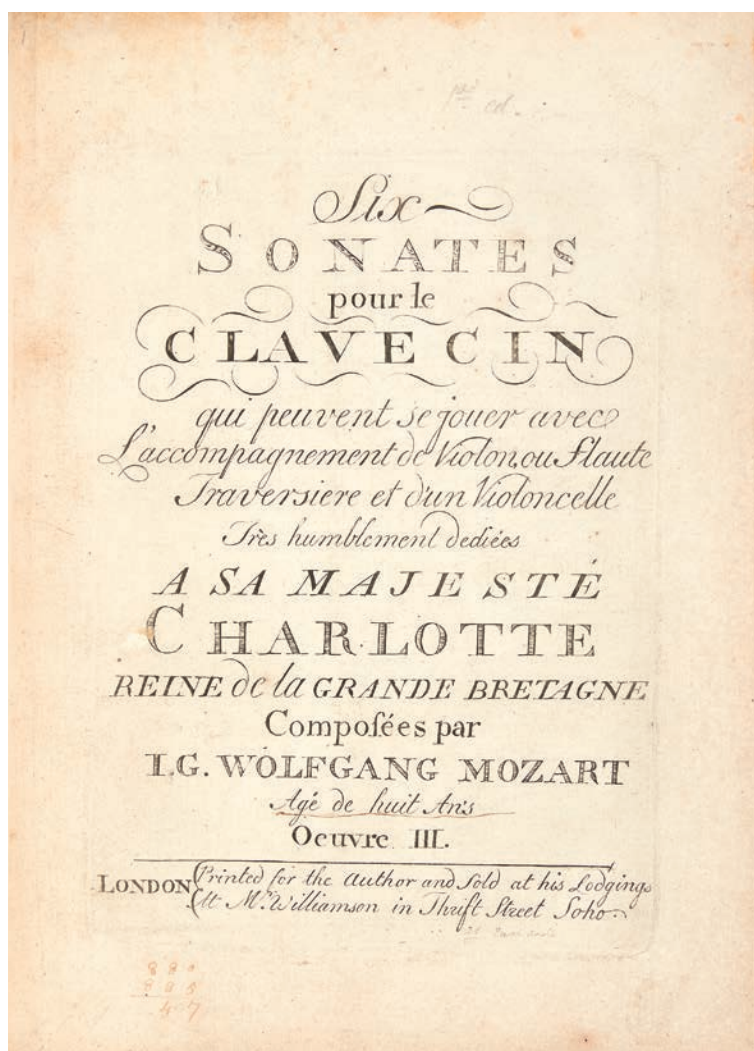 Six
SONATES
pour le
CLAVECIN
qui peuvent se jouer avec
L'accompagnement de Violon, ou Flaute
Traversiere et d'un Violoncelle
Très humblement dediées
A SA MAJESTÉ
CHARLOTTE
REINE de la GRANDE BRETAGNE
Composées par
I.G. WOLFGANG MOZART
Agé de huit Ans
Oeuvre III.
LONDON Printed for the Author and Sold at his Lodgings
At Mr. Williamson in Thrift Street Soho.